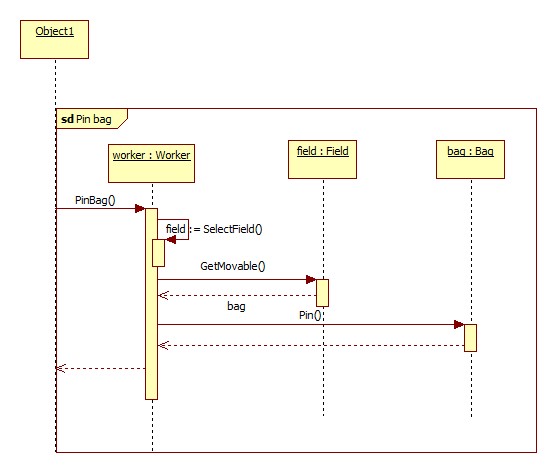 Object1
sd Pin bag
worker : Worker
field : Field
bag : Bag
PinBag()
field := SelectField()
GetMovable()
bag
Pin()